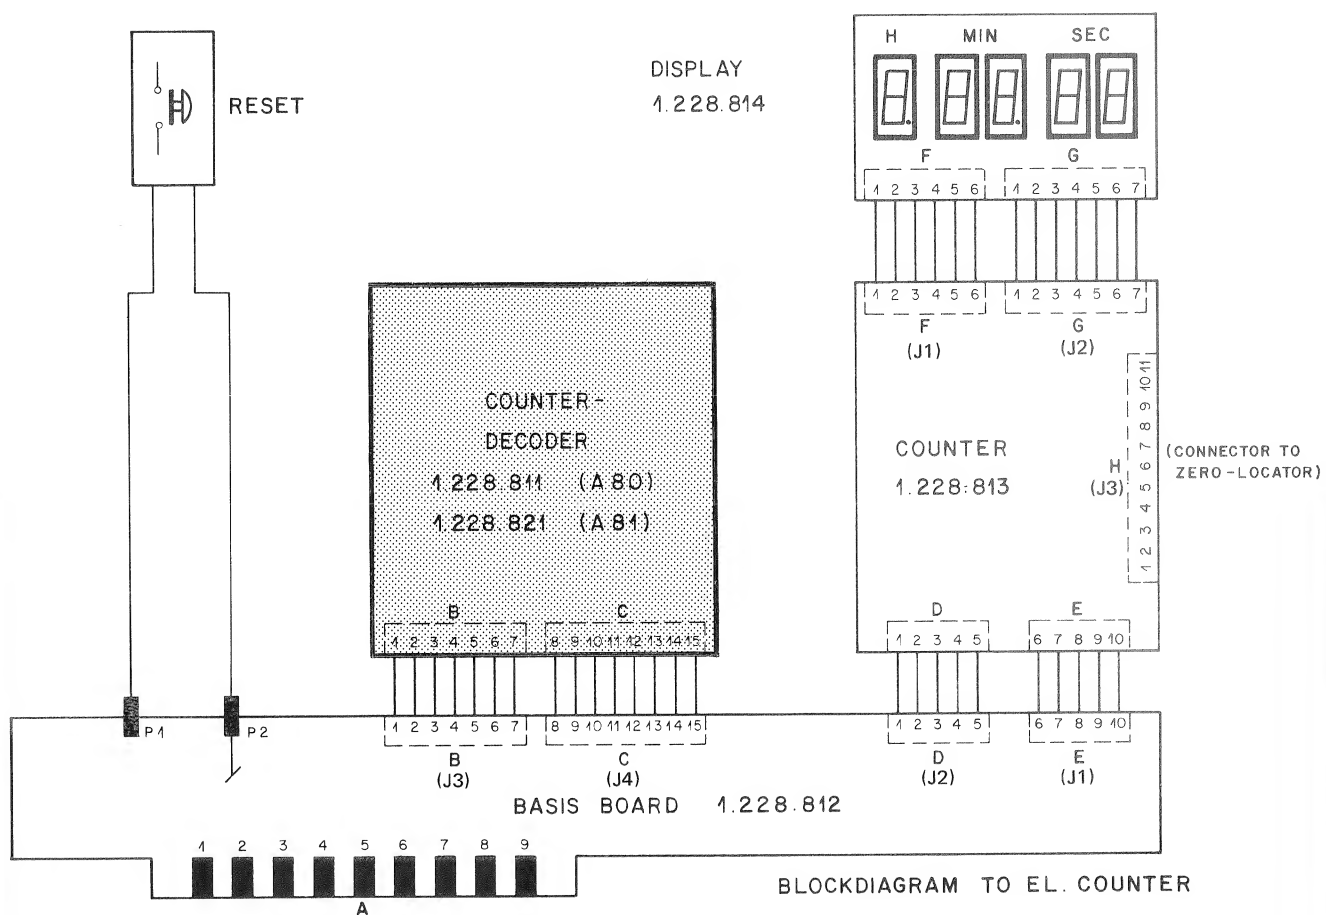 H MIN SEC
DISPLAY
1.228.814
RESET
F G
1 2 3 4 5 6 1 2 3 4 5 6 7
1 2 3 4 5 6 1 2 3 4 5 6 7
F G
(J1) (J2)
COUNTER-
DECODER
1.228.811 (A80)
1.228.821 (A81)
COUNTER
1.228:813
H
(J3)
1 2 3 4 5 6 7 8 9 10 11
(CONNECTOR TO
ZERO-LOCATOR)
B C
1 2 3 4 5 6 7 8 9 10 11 12 13 14 15
D E
1 2 3 4 5 6 7 8 9 10
P1 P2
1 2 3 4 5 6 7 8 9 10 11 12 13 14 15
B C
(J3) (J4)
1 2 3 4 5 6 7 8 9 10
D E
(J2) (J1)
BASIS BOARD 1.228.812
1 2 3 4 5 6 7 8 9
A
BLOCKDIAGRAM TO EL. COUNTER